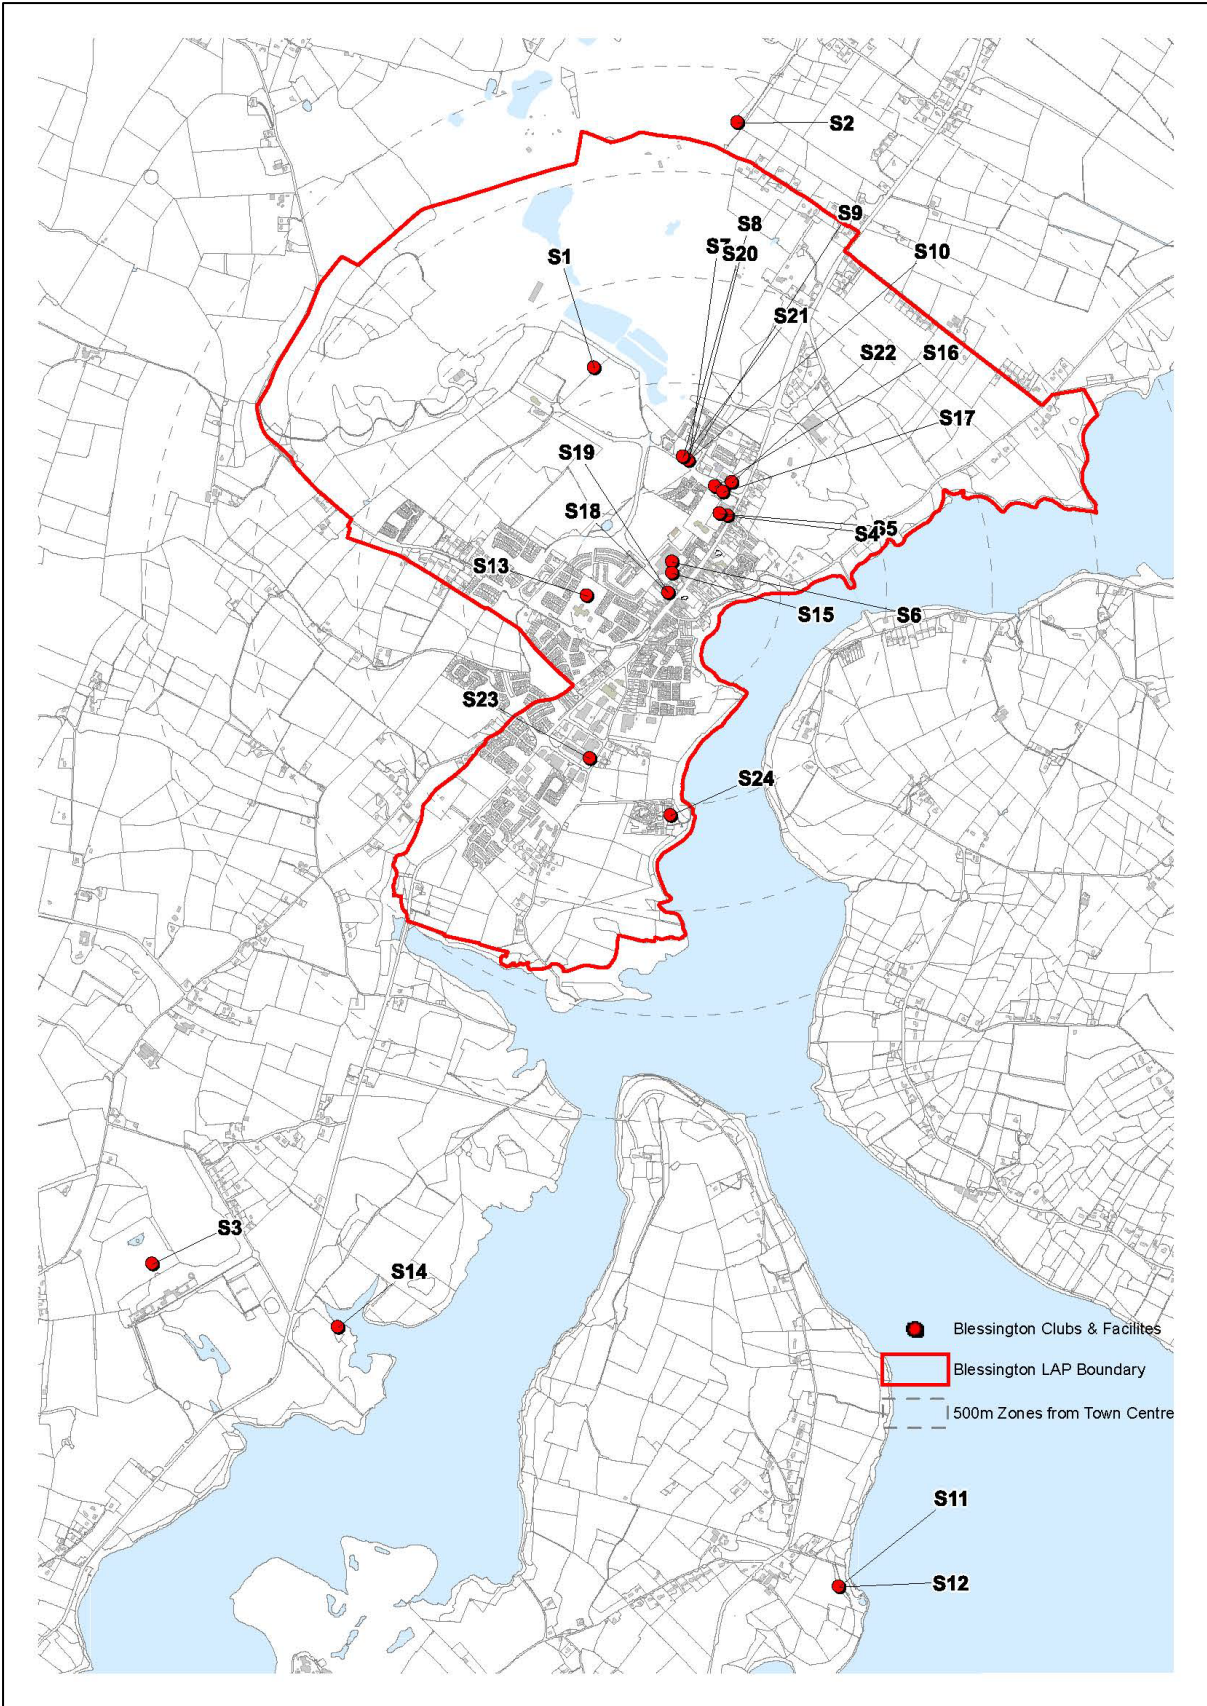 S2
S9
S8
S7
S20
S10
S1
S21
S22
S16
S17
S19
S18
S5
S4
S13
S15
S6
S23
S24
S3
S14
Blessington Clubs & Facilites
Blessington LAP Boundary
500m Zones from Town Centre
S11
S12